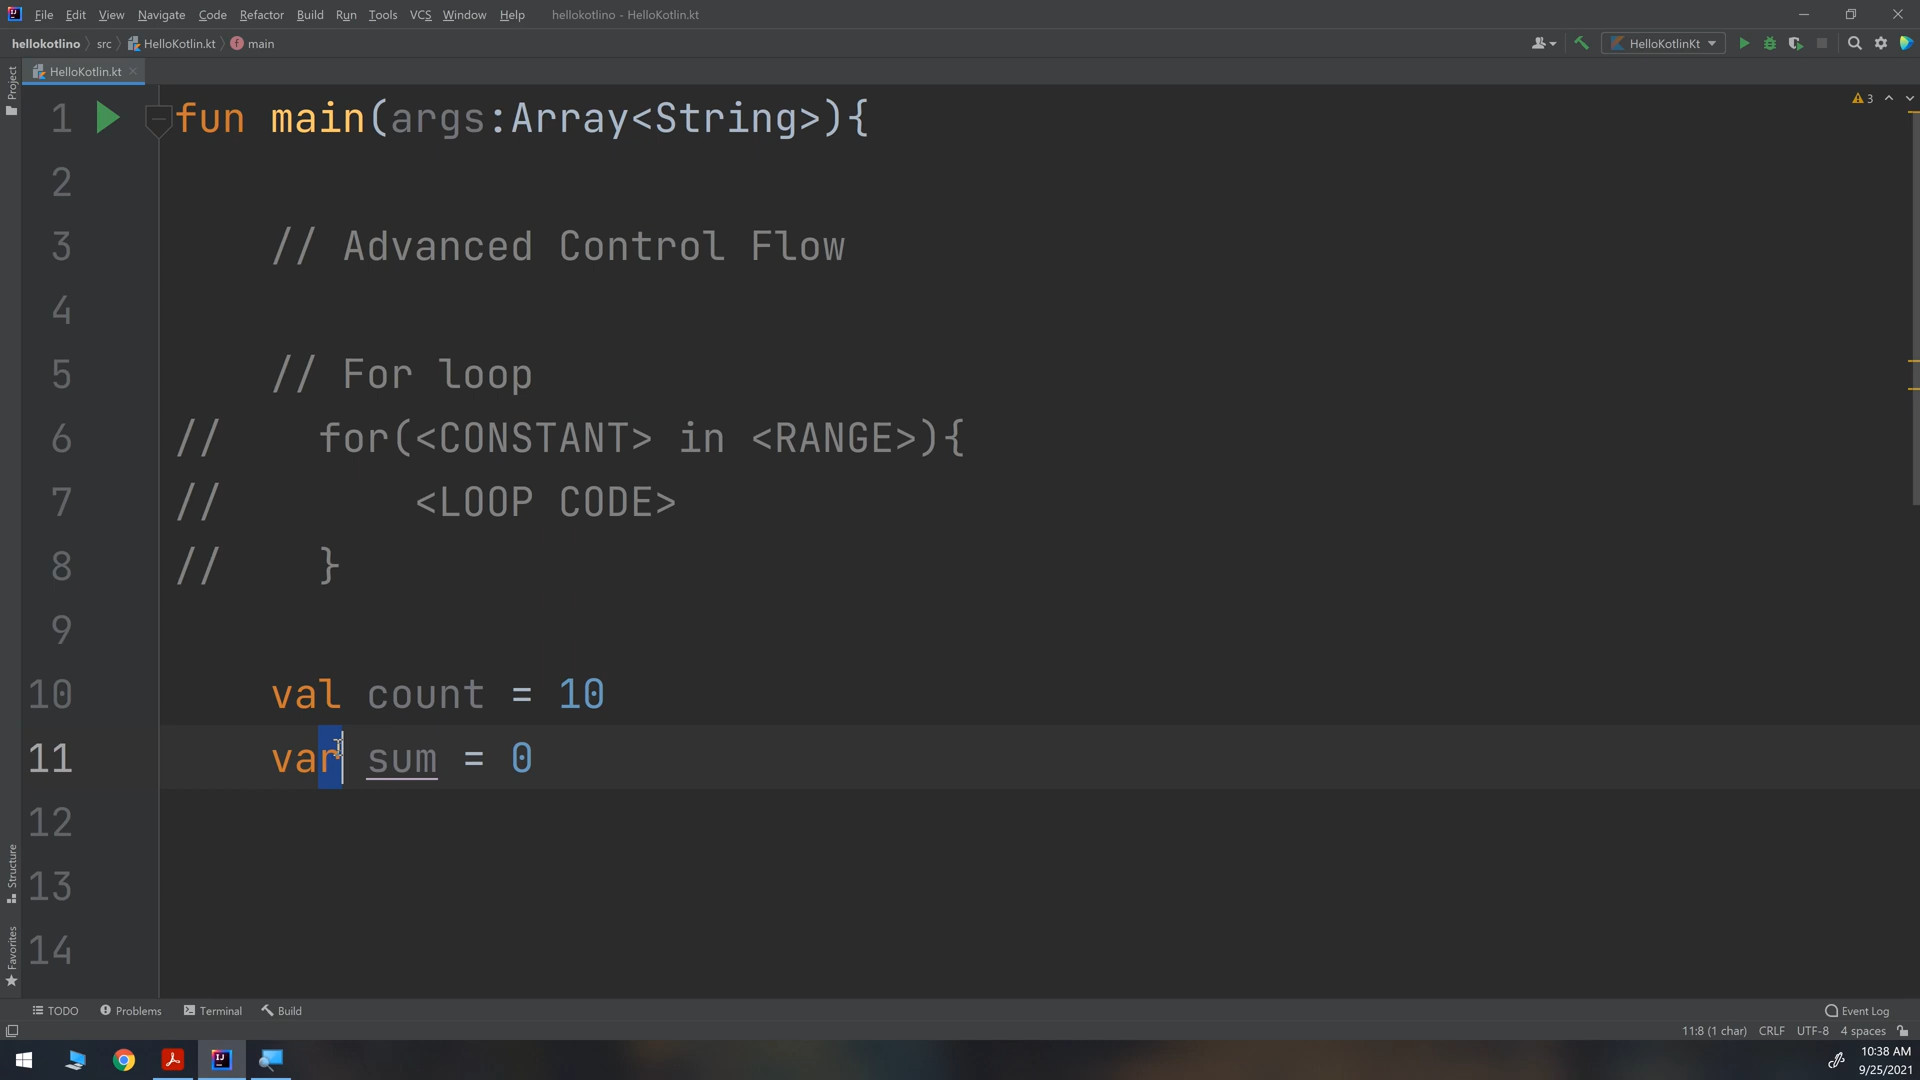 File Edit View Navigate Code Refactor Build Run Tools VCS Window Help hellokotlino - HelloKotlin.kt
hellokotlino src HelloKotlin.kt main HelloKotlinKt
HelloKotlin.kt
Project
1 fun main(args:Array<String>){ 3
2
3 // Advanced Control Flow
4
5 // For loop
6 // for(<CONSTANT> in <RANGE>){
7 // <LOOP CODE>
8 // }
9
10 val count = 10
11 var sum = 0
12
13
14
Structure
Favorites
TODO Problems Terminal Build Event Log
11:8 (1 char) CRLF UTF-8 4 spaces
10:38 AM
9/25/2021